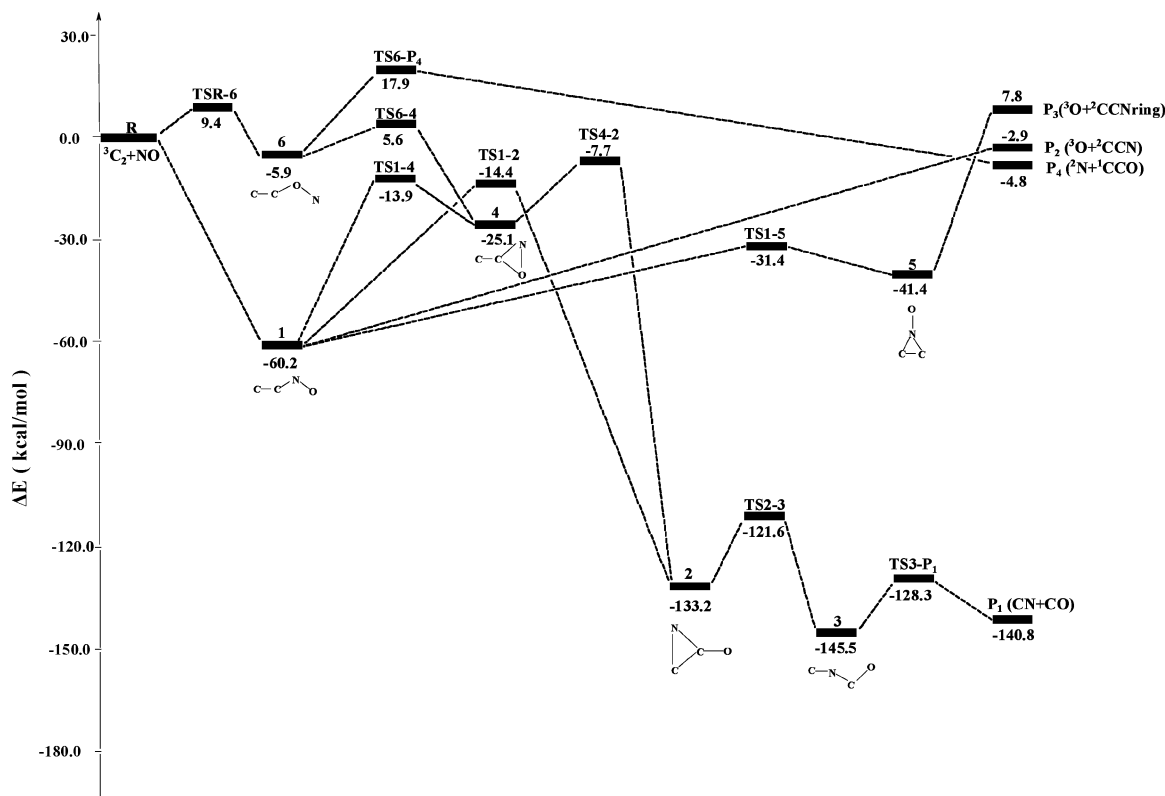 30.0
0.0
-30.0
-60.0
-90.0
-120.0
-150.0
-180.0
ΔE ( kcal/mol )
R
³C₂+NO
TSR-6
9.4
6
-5.9
C C O N
TS6-P₄
17.9
TS6-4
5.6
TS1-4
-13.9
TS1-2
-14.4
4
-25.1
C C N O
TS4-2
-7.7
1
-60.2
C C N O
TS1-5
-31.4
5
-41.4
O
N
C C
7.8
P₃(³O+²CCNring)
-2.9
P₂ (³O+²CCN)
P₄ (²N+¹CCO)
-4.8
2
-133.2
N
C O
C
TS2-3
-121.6
3
-145.5
C N C O
TS3-P₁
-128.3
P₁ (CN+CO)
-140.8